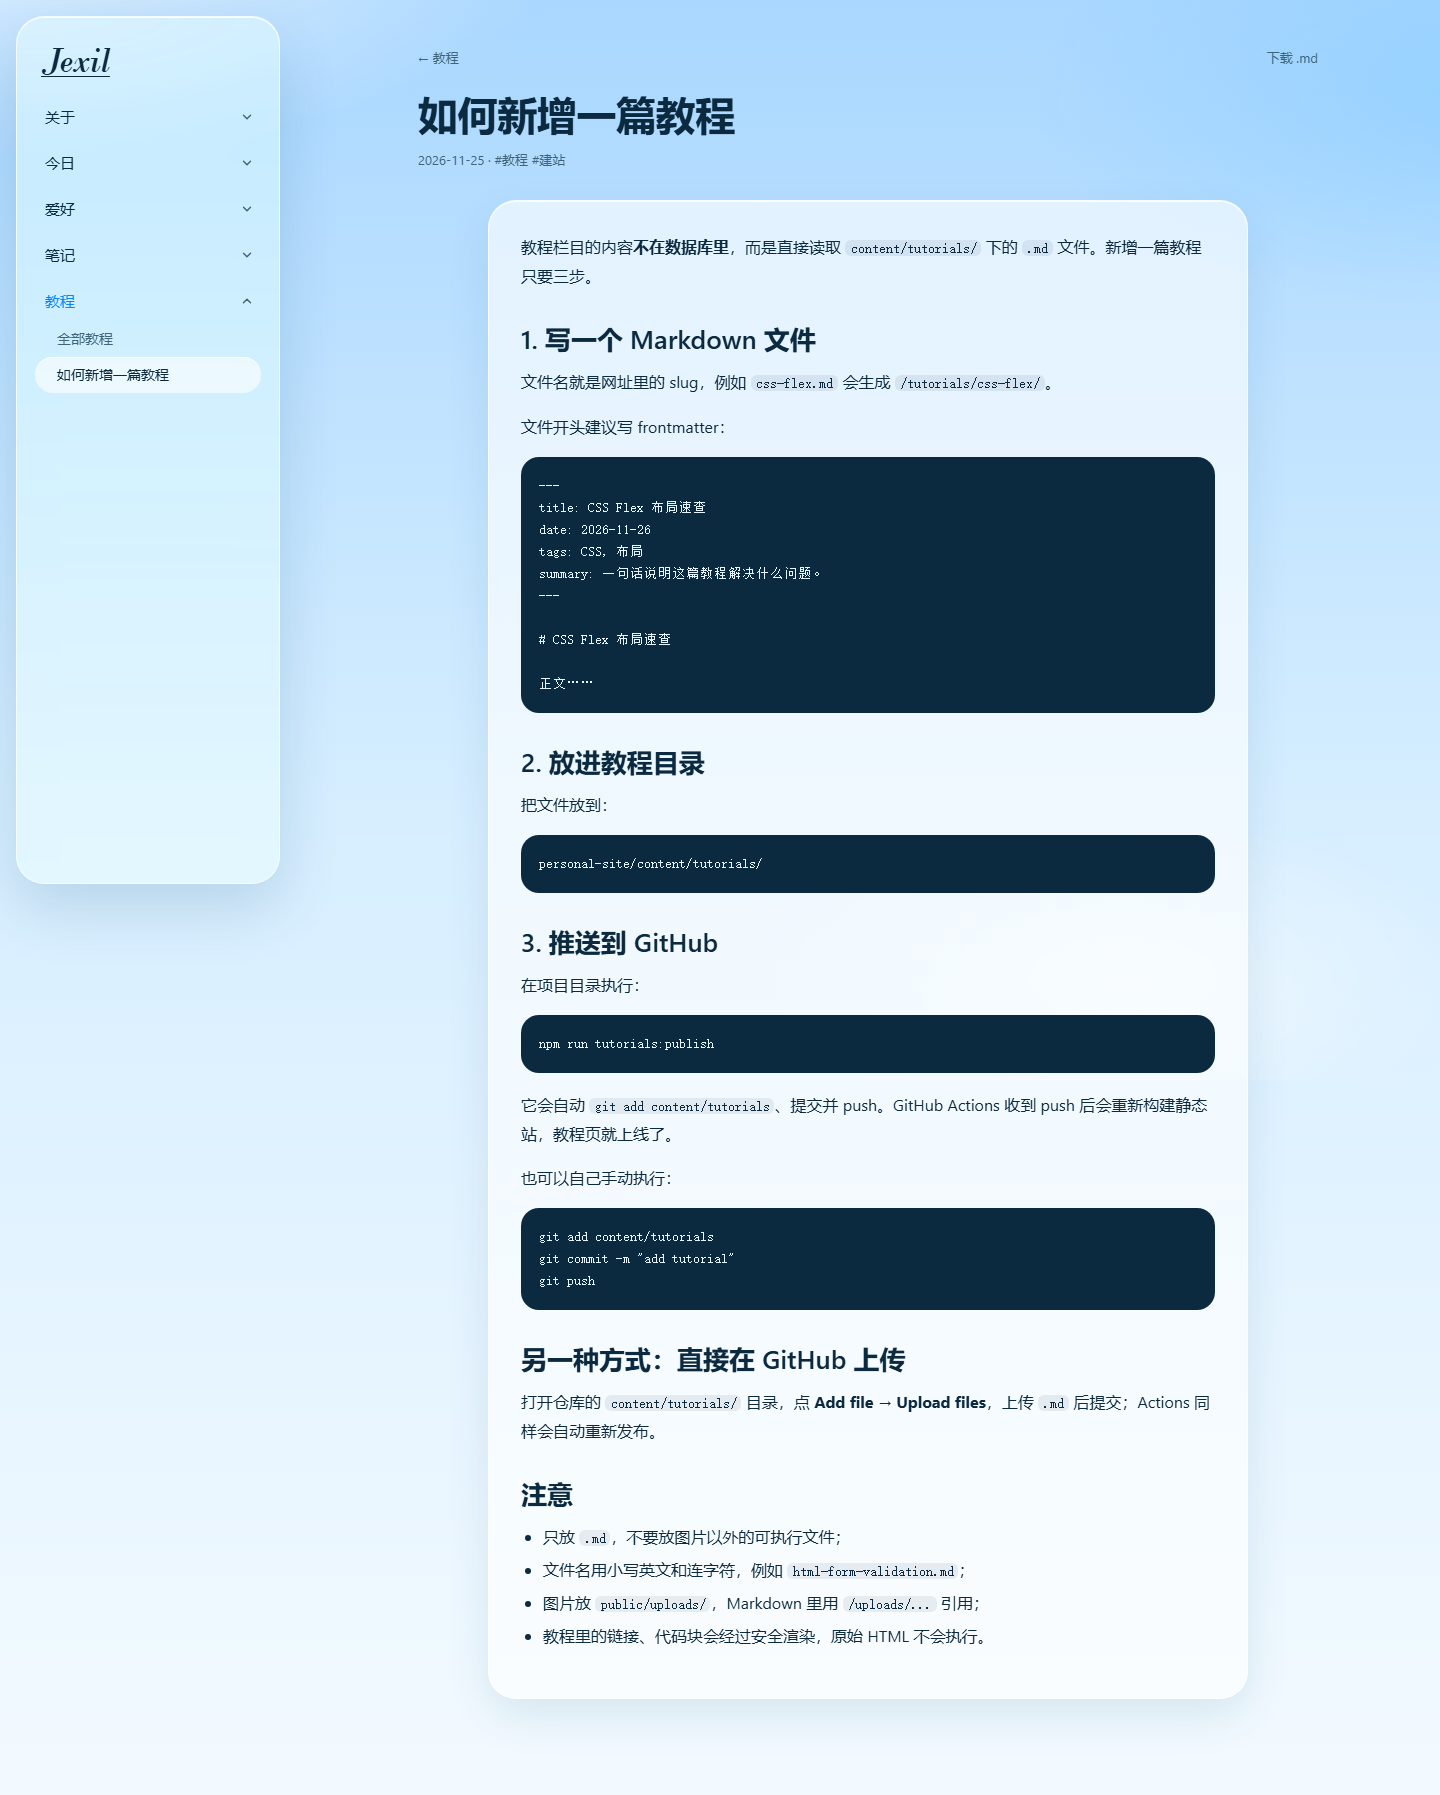 Jexil
关于
今日
爱好
笔记
教程
全部教程
如何新增一篇教程
← 教程
下载 .md
如何新增一篇教程
2026-11-25 · #教程 #建站
教程栏目的内容不在数据库里，而是直接读取 content/tutorials/ 下的 .md 文件。新增一篇教程
只要三步。
1. 写一个 Markdown 文件
文件名就是网址里的 slug，例如 css-flex.md 会生成 /tutorials/css-flex/。
文件开头建议写 frontmatter：
---
title: CSS Flex 布局速查
date: 2026-11-26
tags: CSS, 布局
summary: 一句话说明这篇教程解决什么问题。
---
# CSS Flex 布局速查
正文……
2. 放进教程目录
把文件放到：
personal-site/content/tutorials/
3. 推送到 GitHub
在项目目录执行：
npm run tutorials:publish
它会自动 git add content/tutorials、提交并 push。GitHub Actions 收到 push 后会重新构建静态
站，教程页就上线了。
也可以自己手动执行：
git add content/tutorials
git commit -m "add tutorial"
git push
另一种方式：直接在 GitHub 上传
打开仓库的 content/tutorials/ 目录，点 Add file → Upload files，上传 .md 后提交；Actions 同
样会自动重新发布。
注意
• 只放 .md，不要放图片以外的可执行文件；
• 文件名用小写英文和连字符，例如 html-form-validation.md；
• 图片放 public/uploads/，Markdown 里用 /uploads/... 引用；
• 教程里的链接、代码块会经过安全渲染，原始 HTML 不会执行。